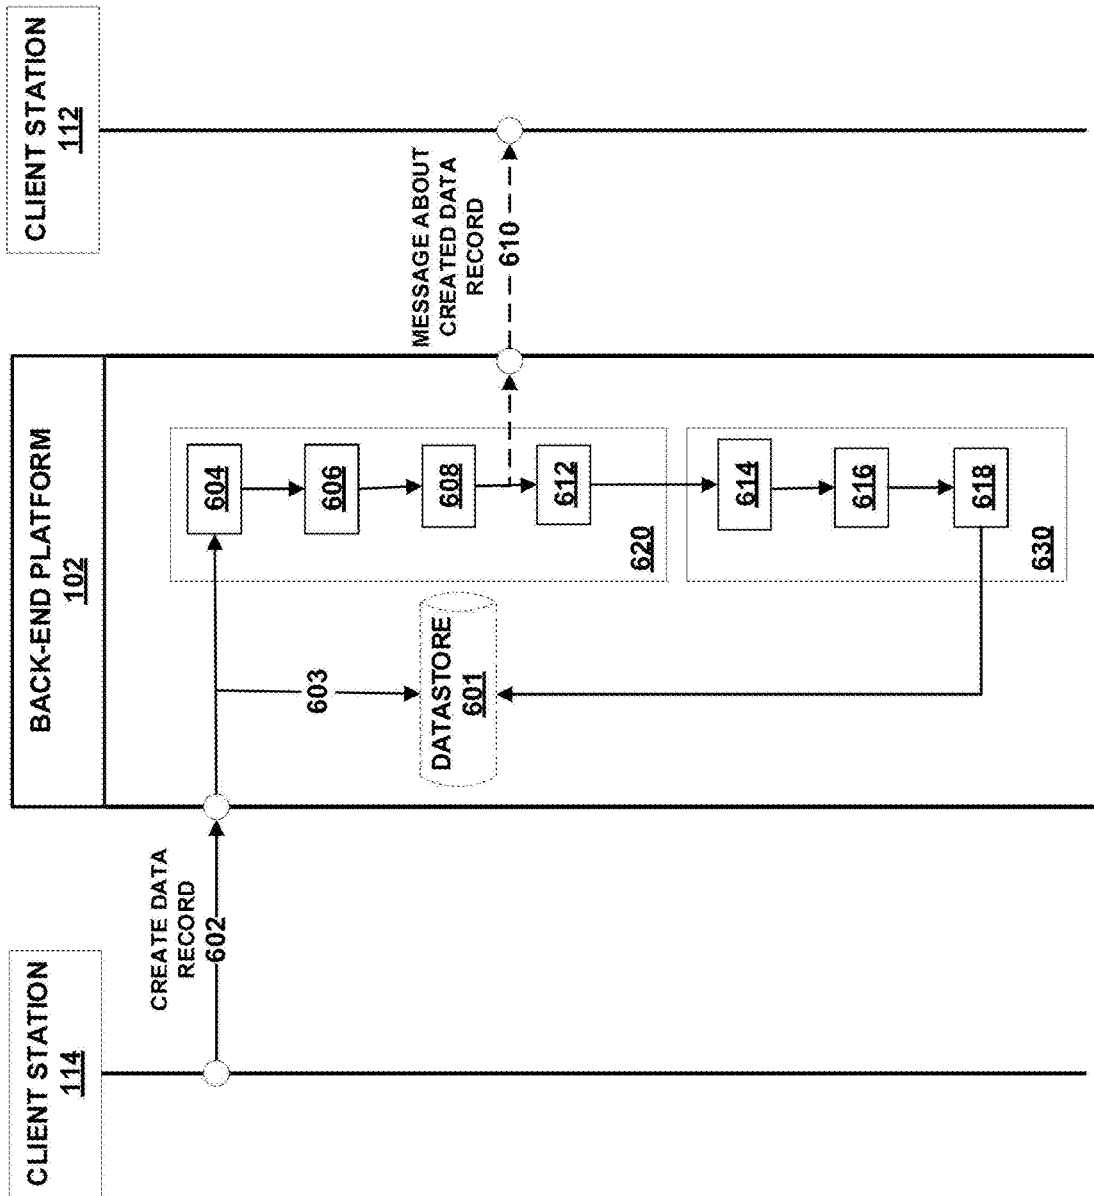 CLIENT STATION
114
BACK-END PLATFORM
102
CLIENT STATION
112
CREATE DATA
RECORD
602
603
DATASTORE
601
604
606
608
612
620
614
616
618
630
MESSAGE ABOUT
CREATED DATA
RECORD
610